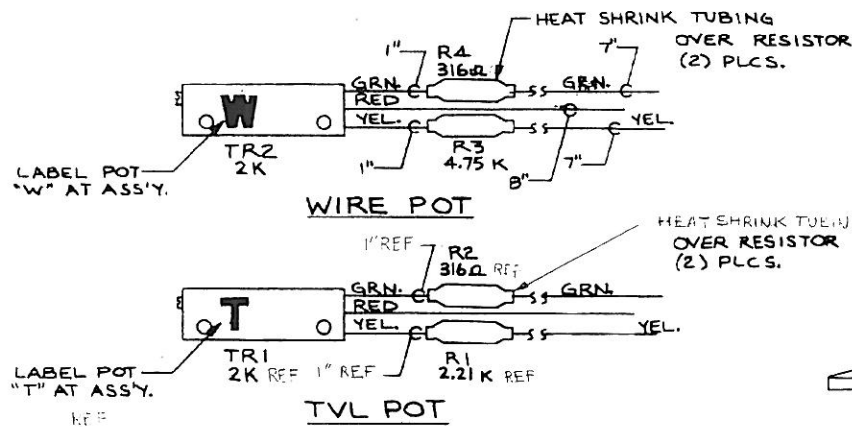 HEAT SHRINK TUBING
OVER RESISTOR
(2) PLCS.
R4
316Ω
1"
7"
GRN.
GRN.
RED
YEL.
YEL.
W
TR2
2K
R3
4.75 K
1"
8"
7"
LABEL POT
"W" AT ASS'Y.
WIRE POT
HEAT SHRINK TUBIN
OVER RESISTOR
(2) PLCS.
1" REF
R2
316Ω REF
GRN.
GRN.
RED
YEL.
YEL.
T
TR1
2K REF
1" REF
R1
2.21 K REF
LABEL POT
"T" AT ASS'Y.
REF
TVL POT